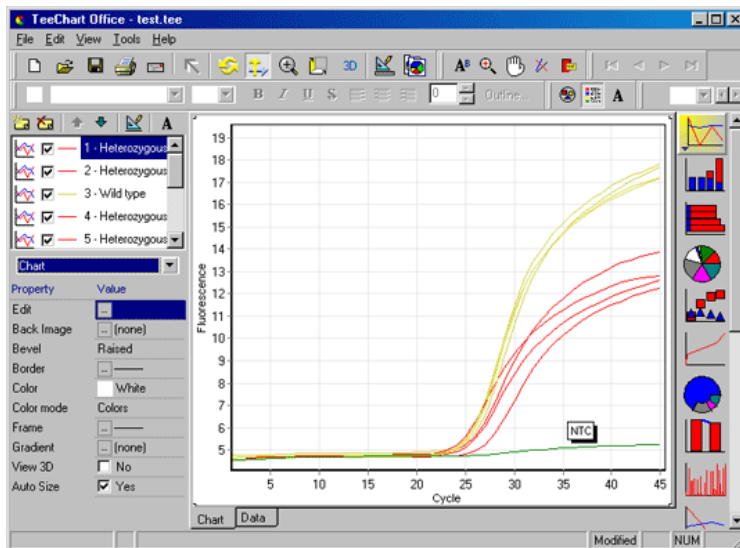 TeeChart Office - test.tee
File Edit View Tools Help
3D
B I U S 0 Outline... A
A
1 - Heterozygous
2 - Heterozygous
3 - Wild type
4 - Heterozygous
5 - Heterozygous
Chart
Property Value
Edit ...
Back Image ... (none)
Bevel Raised
Border ...
Color White
Color mode Colors
Frame ...
Gradient ... (none)
View 3D No
Auto Size Yes
19
18
17
16
15
14
13
12
11
10
9
8
7
6
5
Fluorescence
NTC
5 10 15 20 25 30 35 40 45
Cycle
Chart Data
Modified NUM